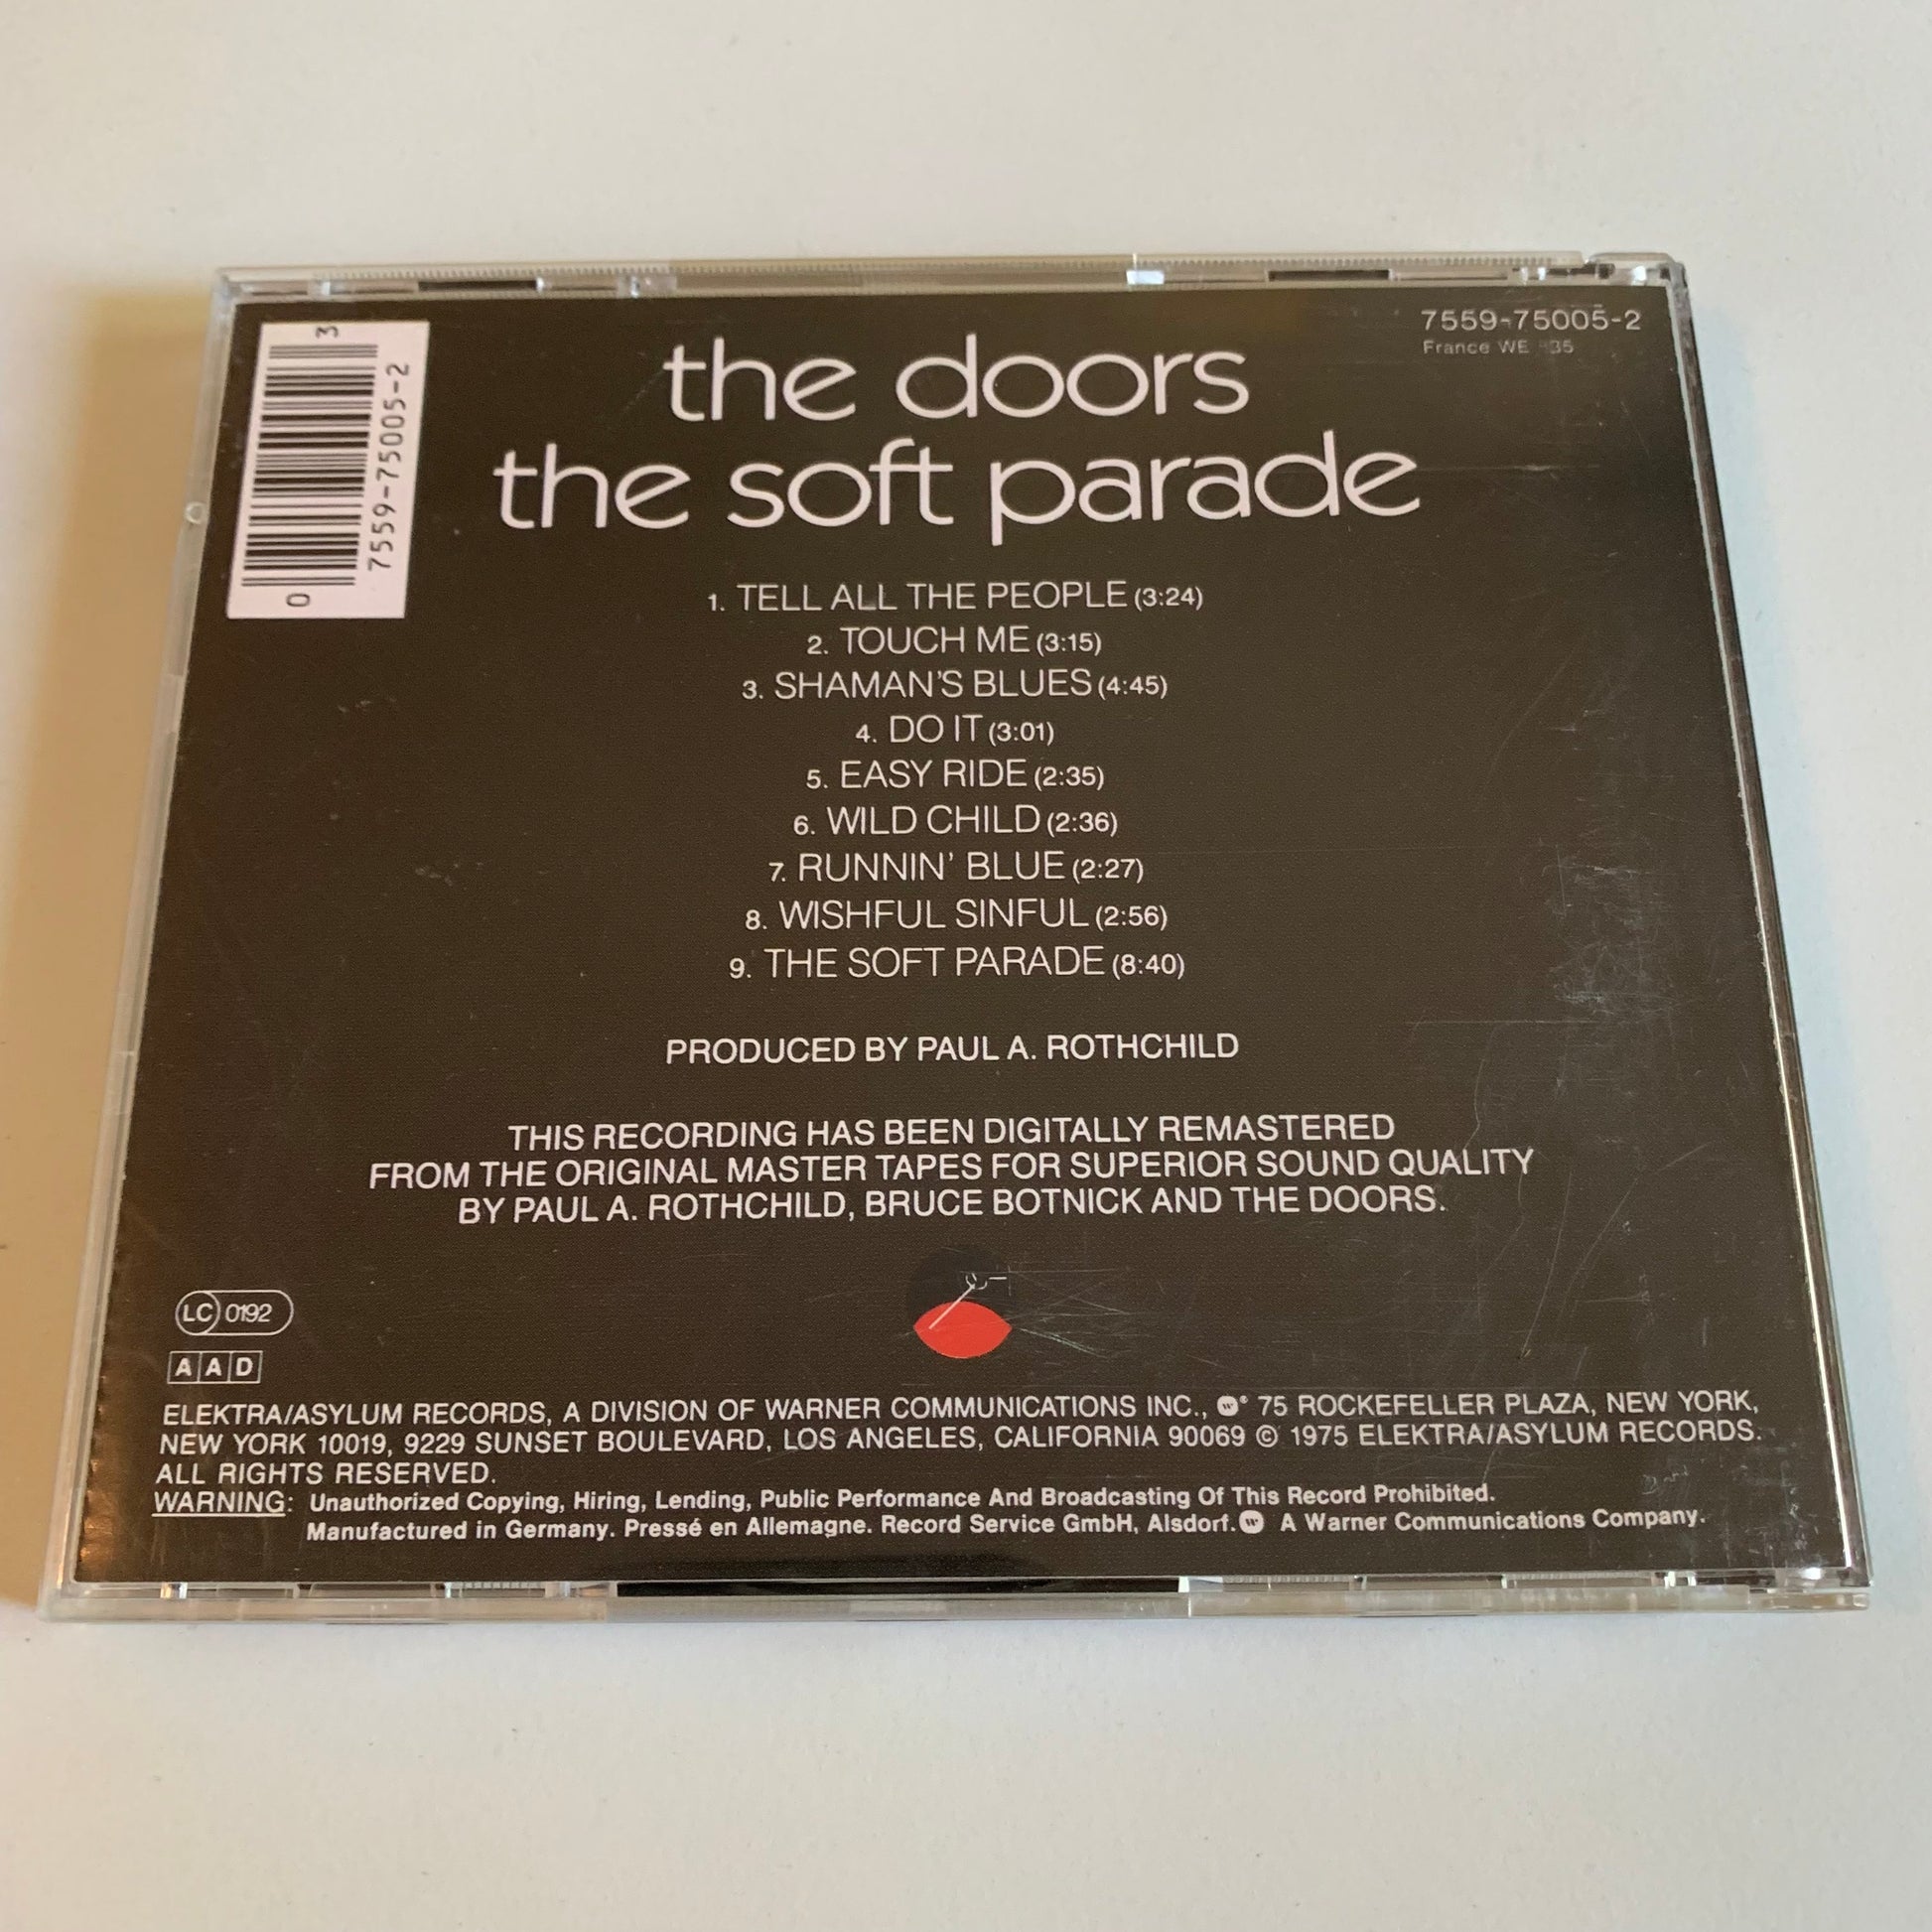 7559-75005-2
France WE
3
7559-75005-2
0
the doors
the soft parade
1. TELL ALL THE PEOPLE (3:24)
2. TOUCH ME (3:15)
3. SHAMAN'S BLUES (4:45)
4. DO IT (3:01)
5. EASY RIDE (2:35)
6. WILD CHILD (2:36)
7. RUNNIN' BLUE (2:27)
8. WISHFUL SINFUL (2:56)
9. THE SOFT PARADE (8:40)
PRODUCED BY PAUL A. ROTHCHILD
THIS RECORDING HAS BEEN DIGITALLY REMASTERED
FROM THE ORIGINAL MASTER TAPES FOR SUPERIOR SOUND QUALITY
BY PAUL A. ROTHCHILD, BRUCE BOTNICK AND THE DOORS.
LC 0192
AAD
ELEKTRA/ASYLUM RECORDS, A DIVISION OF WARNER COMMUNICATIONS INC., 75 ROCKEFELLER PLAZA, NEW YORK,
NEW YORK 10019, 9229 SUNSET BOULEVARD, LOS ANGELES, CALIFORNIA 90069 © 1975 ELEKTRA/ASYLUM RECORDS.
ALL RIGHTS RESERVED.
WARNING: Unauthorized Copying, Hiring, Lending, Public Performance And Broadcasting Of This Record Prohibited.
Manufactured in Germany. Pressé en Allemagne. Record Service GmbH, Alsdorf. A Warner Communications Company.